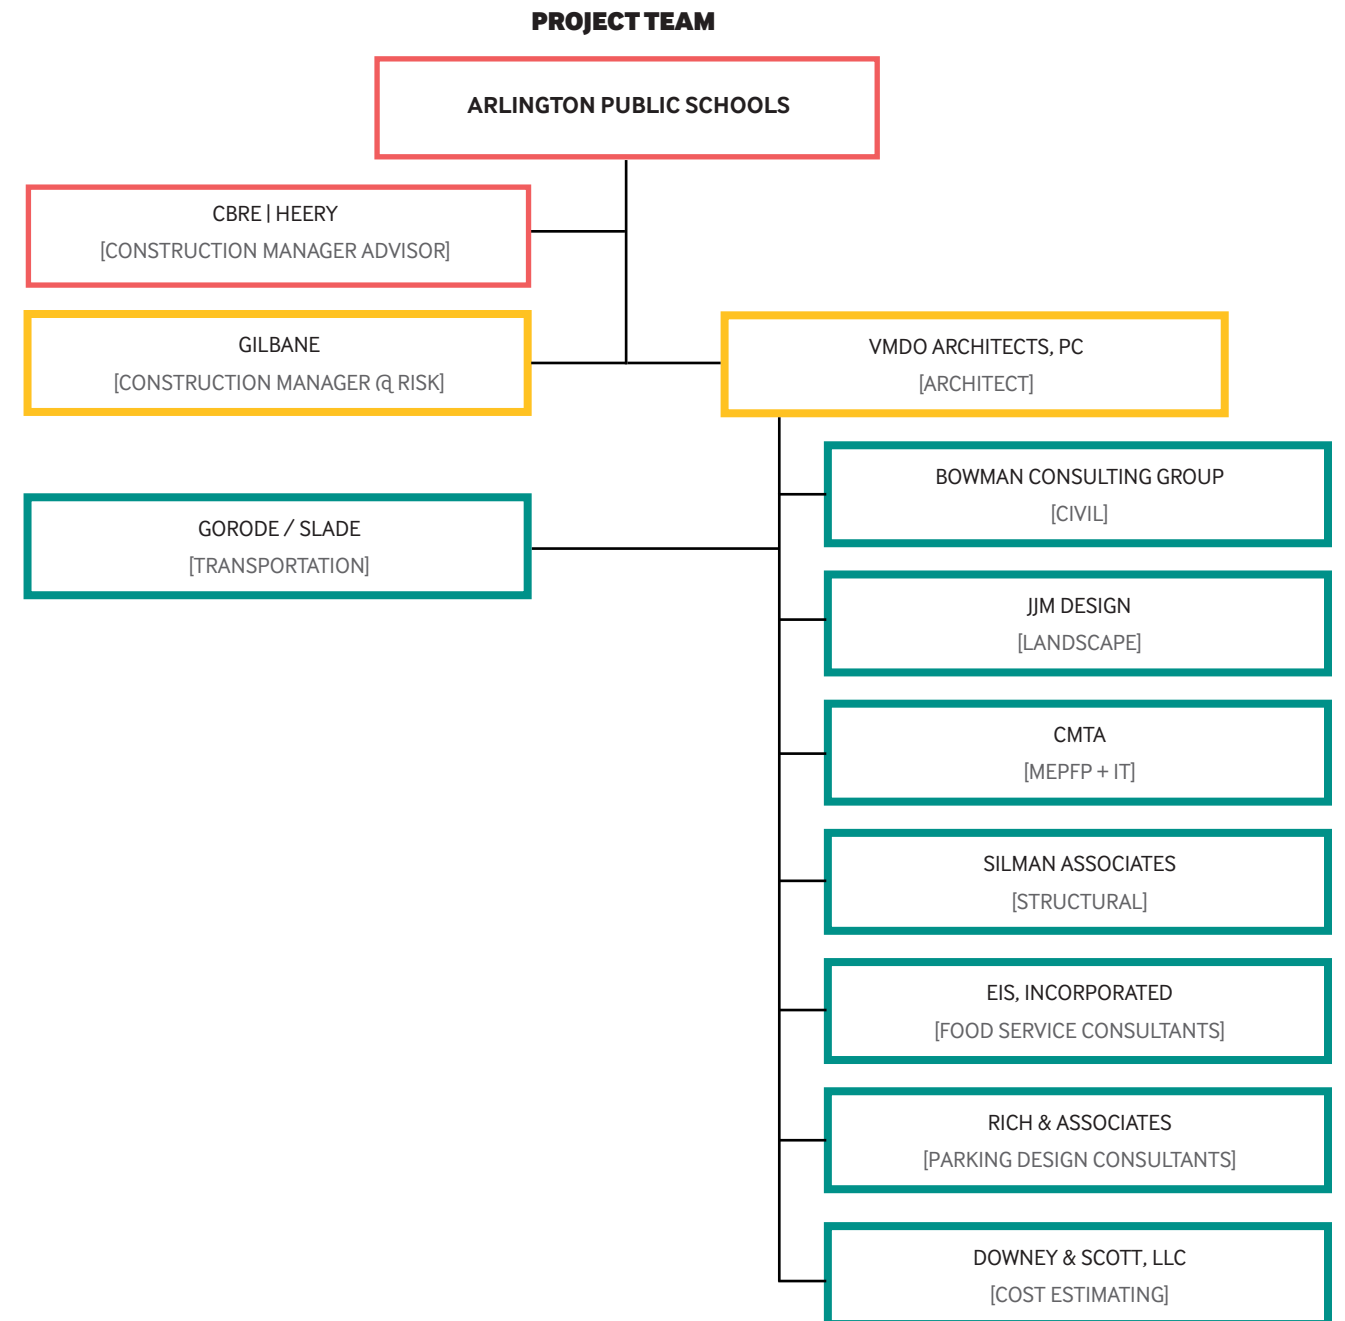 PROJECT TEAM
ARLINGTON PUBLIC SCHOOLS
CBRE | HEERY
[CONSTRUCTION MANAGER ADVISOR]
GILBANE
[CONSTRUCTION MANAGER @ RISK]
VMDO ARCHITECTS, PC
[ARCHITECT]
GORODE / SLADE
[TRANSPORTATION]
BOWMAN CONSULTING GROUP
[CIVIL]
JJM DESIGN
[LANDSCAPE]
CMTA
[MEPFP + IT]
SILMAN ASSOCIATES
[STRUCTURAL]
EIS, INCORPORATED
[FOOD SERVICE CONSULTANTS]
RICH & ASSOCIATES
[PARKING DESIGN CONSULTANTS]
DOWNEY & SCOTT, LLC
[COST ESTIMATING]